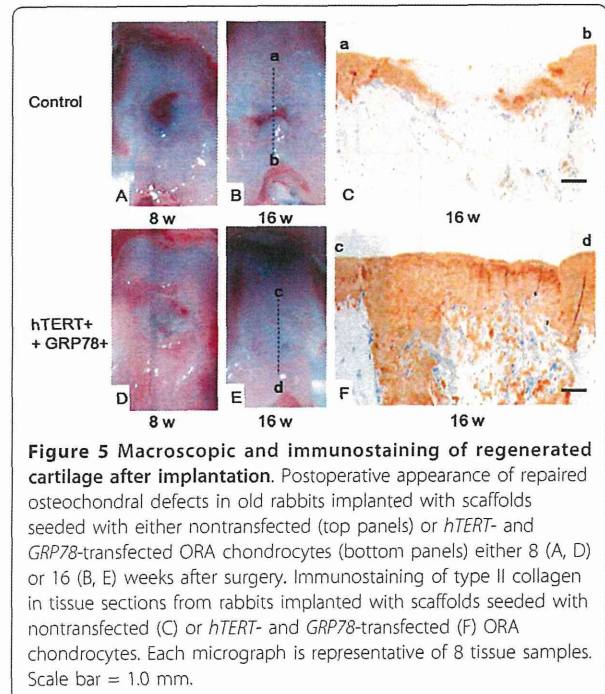 a
b
a
Control
b
A
B
C
8 w
16 w
16 w
c
d
c
hTERT+
+ GRP78+
d
D
E
F
8 w
16 w
16 w
Figure 5 Macroscopic and immunostaining of regenerated
cartilage after implantation. Postoperative appearance of repaired
osteochondral defects in old rabbits implanted with scaffolds
seeded with either nontransfected (top panels) or hTERT- and
GRP78-transfected ORA chondrocytes (bottom panels) either 8 (A, D)
or 16 (B, E) weeks after surgery. Immunostaining of type II collagen
in tissue sections from rabbits implanted with scaffolds seeded with
nontransfected (C) or hTERT- and GRP78-transfected (F) ORA
chondrocytes. Each micrograph is representative of 8 tissue samples.
Scale bar = 1.0 mm.